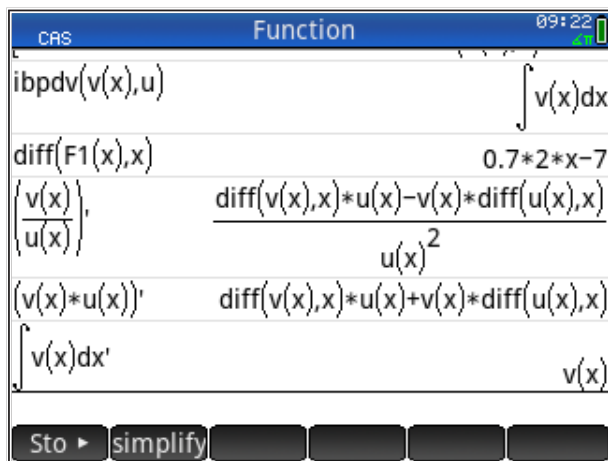 CAS Function 09:22
∡π
ibpdv(v(x),u)
∫v(x)dx
diff(F1(x),x)
0.7*2*x-7
(v(x)/u(x))'
diff(v(x),x)*u(x)-v(x)*diff(u(x),x)
u(x)^2
(v(x)*u(x))'
diff(v(x),x)*u(x)+v(x)*diff(u(x),x)
∫v(x)dx'
v(x)
Sto ► simplify